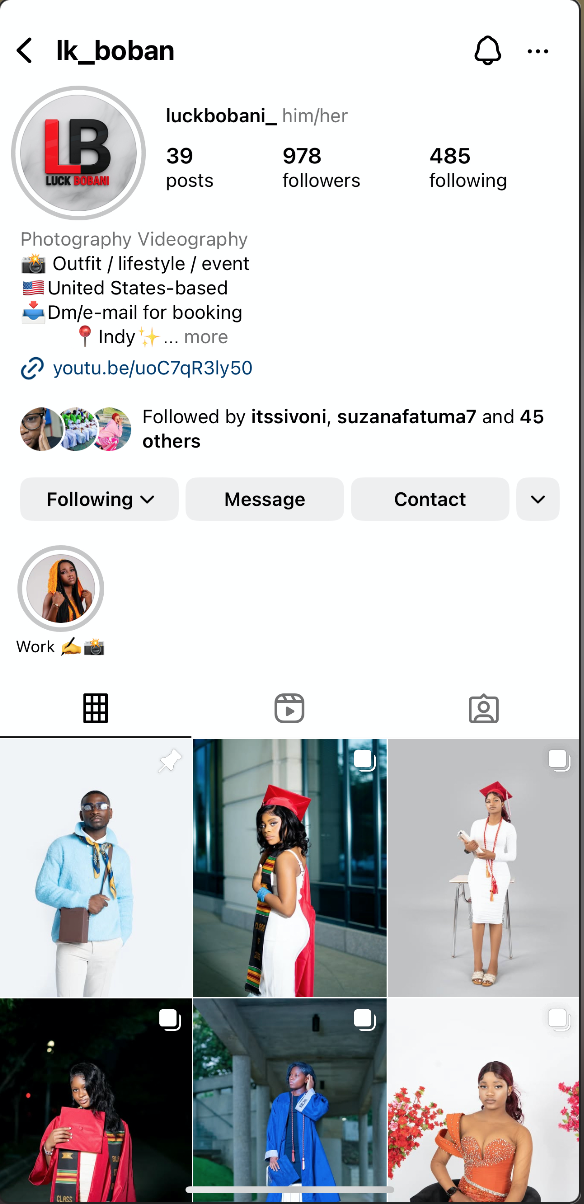 lk_boban
LB
LUCK BOBANI
luckbobani_ him/her
39 978 485
posts followers following
Photography Videography
📸 Outfit / lifestyle / event
🇺🇸United States-based
📥Dm/e-mail for booking
📍Indy✨... more
youtu.be/uoC7qR3ly50
Followed by itssivoni, suzanafatuma7 and 45
others
Following Message Contact
Work ✍️📸
CLASS